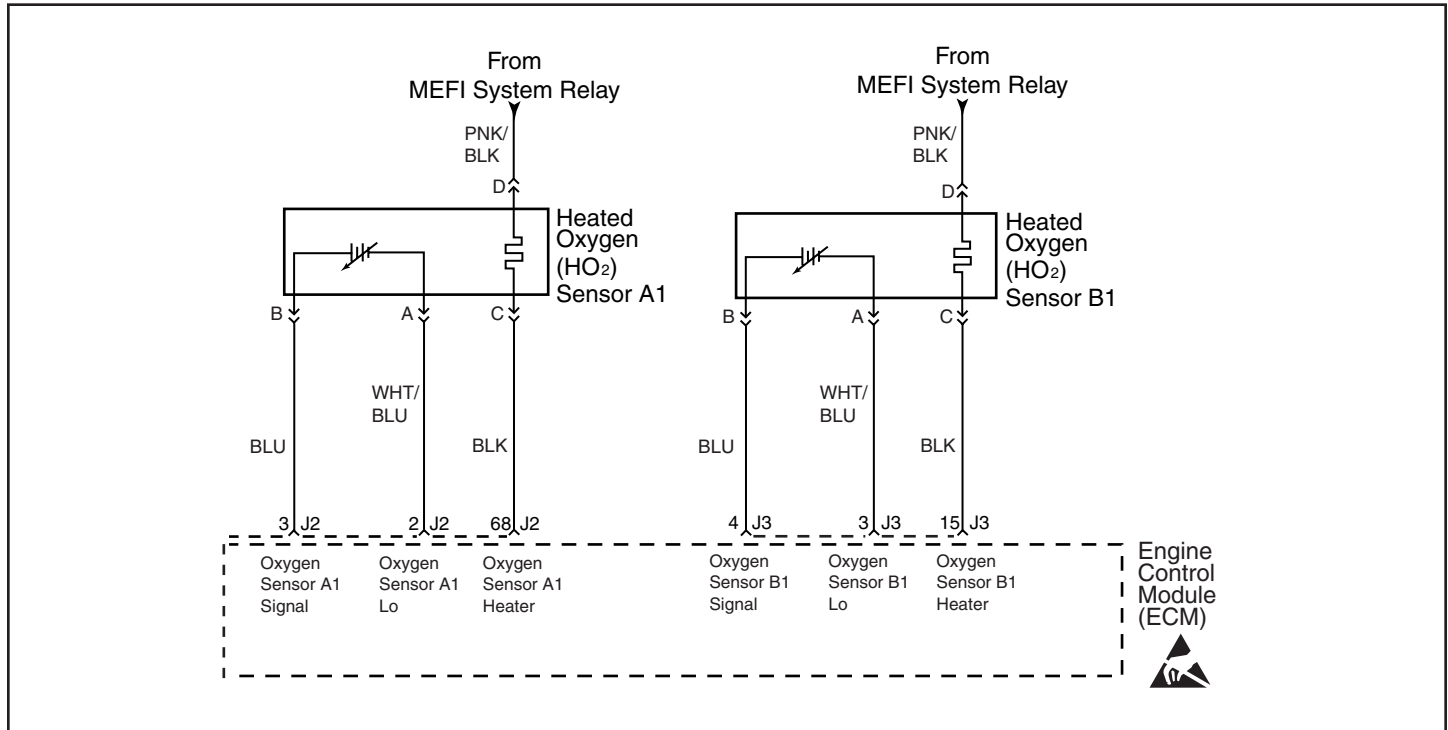 From
MEFI System Relay
PNK/
BLK
D
Heated
Oxygen
(HO2)
Sensor A1
B
A
C
WHT/
BLU
BLU
BLK
3
J2
2
J2
68
J2
Oxygen
Sensor A1
Signal
Oxygen
Sensor A1
Lo
Oxygen
Sensor A1
Heater
From
MEFI System Relay
PNK/
BLK
D
Heated
Oxygen
(HO2)
Sensor B1
B
A
C
WHT/
BLU
BLU
BLK
4
J3
3
J3
15
J3
Oxygen
Sensor B1
Signal
Oxygen
Sensor B1
Lo
Oxygen
Sensor B1
Heater
Engine
Control
Module
(ECM)